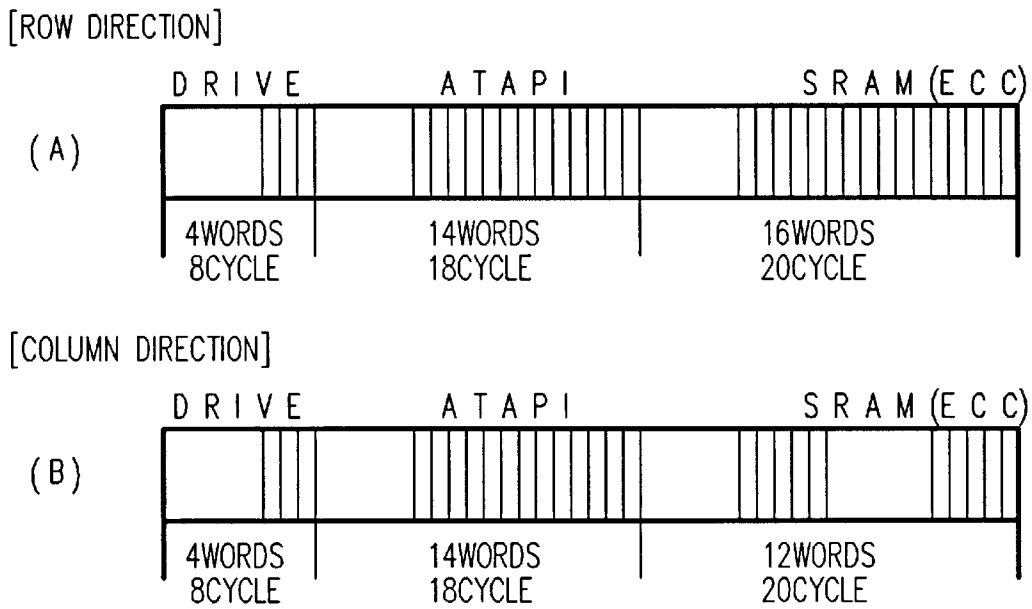 [ROW DIRECTION]
DRIVE ATAPI SRAM(ECC)
(A)
4WORDS 14WORDS 16WORDS
8CYCLE 18CYCLE 20CYCLE
[COLUMN DIRECTION]
DRIVE ATAPI SRAM(ECC)
(B)
4WORDS 14WORDS 12WORDS
8CYCLE 18CYCLE 20CYCLE